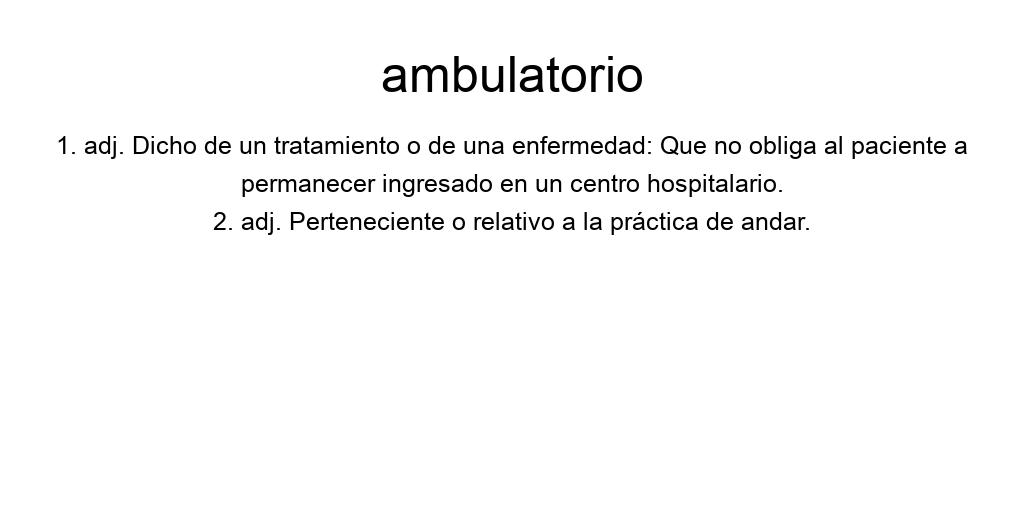 ambulatorio
1. adj. Dicho de un tratamiento o de una enfermedad: Que no obliga al paciente a
permanecer ingresado en un centro hospitalario.
2. adj. Perteneciente o relativo a la práctica de andar.